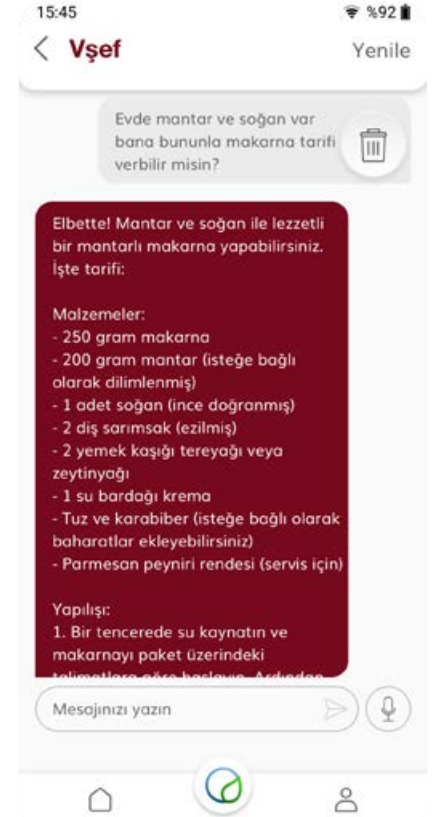 15:45 %92
Vşef Yenile
Evde mantar ve soğan var
bana bununla makarna tarifi
verbilir misin?
Elbette! Mantar ve soğan ile lezzetli
bir mantarlı makarna yapabilirsiniz.
İşte tarifi:
Malzemeler:
- 250 gram makarna
- 200 gram mantar (isteğe bağlı
olarak dilimlenmiş)
- 1 adet soğan (ince doğranmış)
- 2 diş sarımsak (ezilmiş)
- 2 yemek kaşığı tereyağı veya
zeytinyağı
- 1 su bardağı krema
- Tuz ve karabiber (isteğe bağlı olarak
baharatlar ekleyebilirsiniz)
- Parmesan peyniri rendesi (servis için)
Yapılışı:
1. Bir tencerede su kaynatın ve
makarnayı paket üzerindeki
talimatlara göre haşlayın. Ardından
Mesajınızı yazın